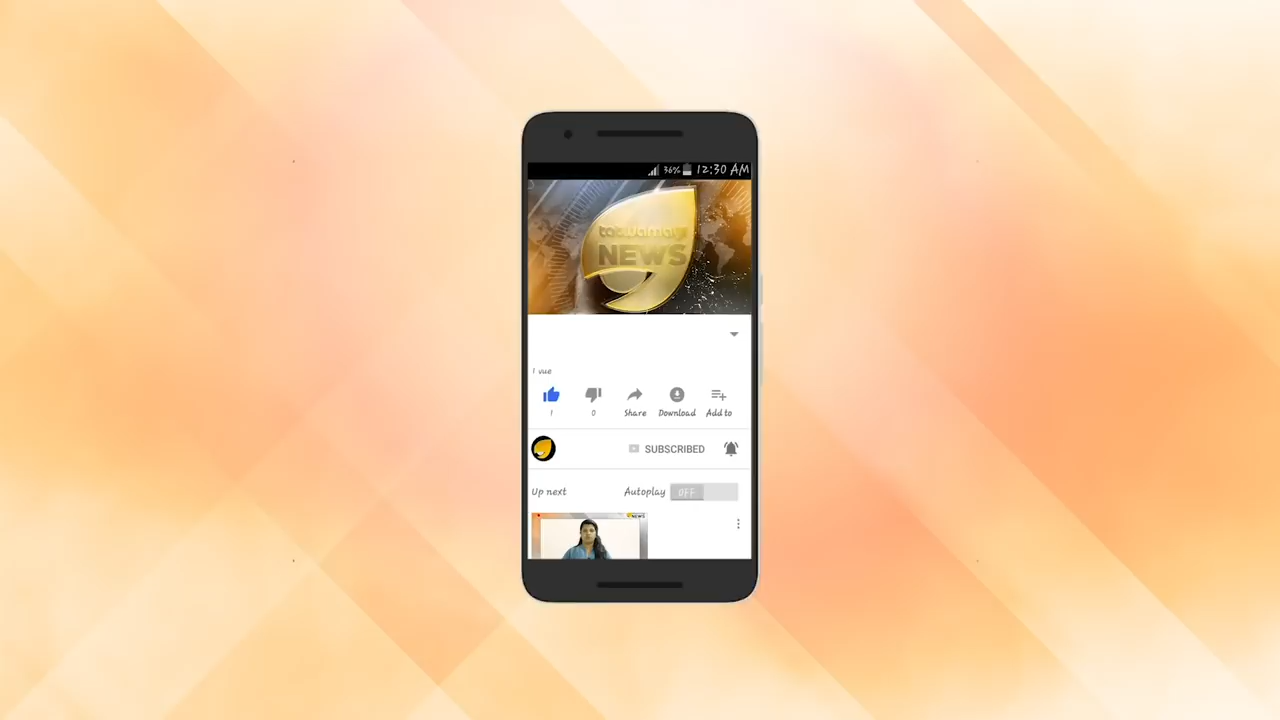 36% 12:30 AM
tatwamayi
NEWS
1 vue
1 0 Share Download Add to
SUBSCRIBED
Up next Autoplay OFF
NEWS